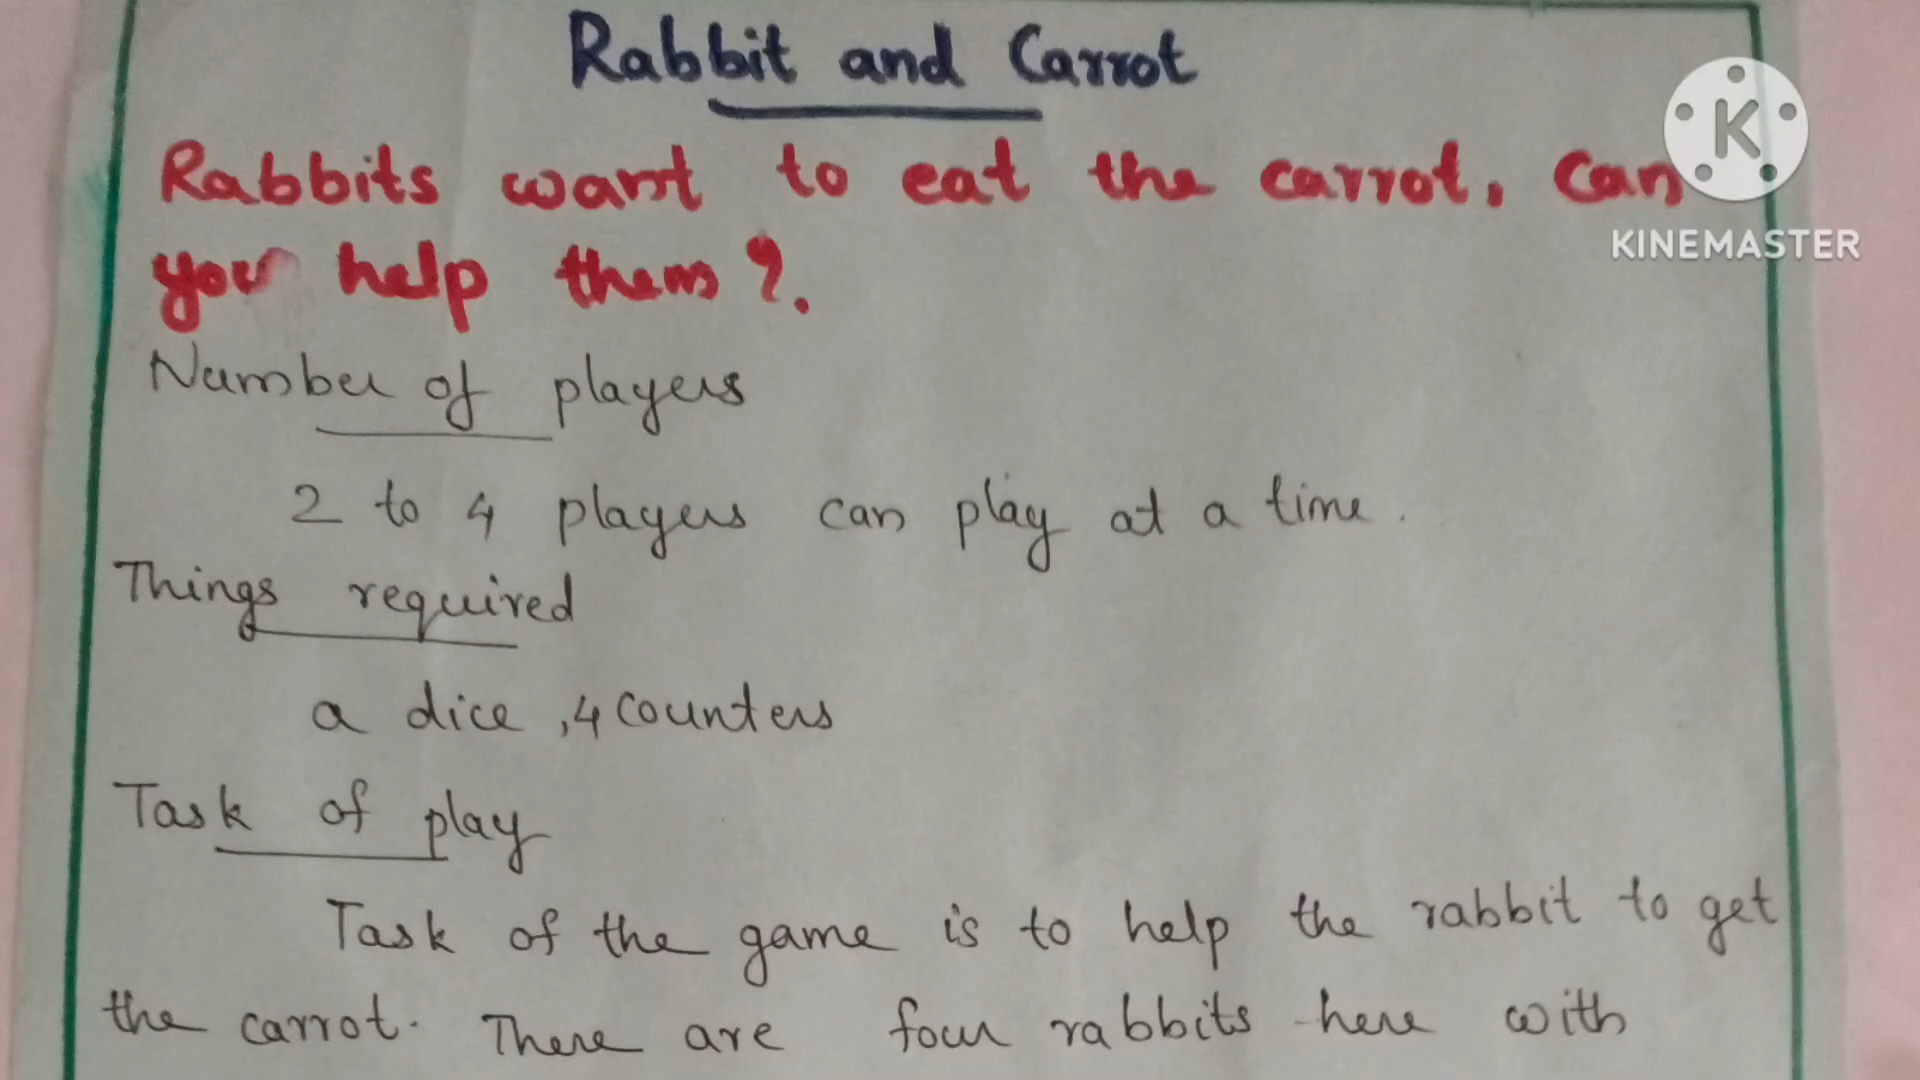 Rabbit and Carrot
Rabbits want to eat the carrot. Can
you help them?.
KINEMASTER
Number of players
2 to 4 players can play at a time.
Things required
a dice, 4 counters
Task of play
Task of the game is to help the rabbit to get
the carrot. There are four rabbits here with